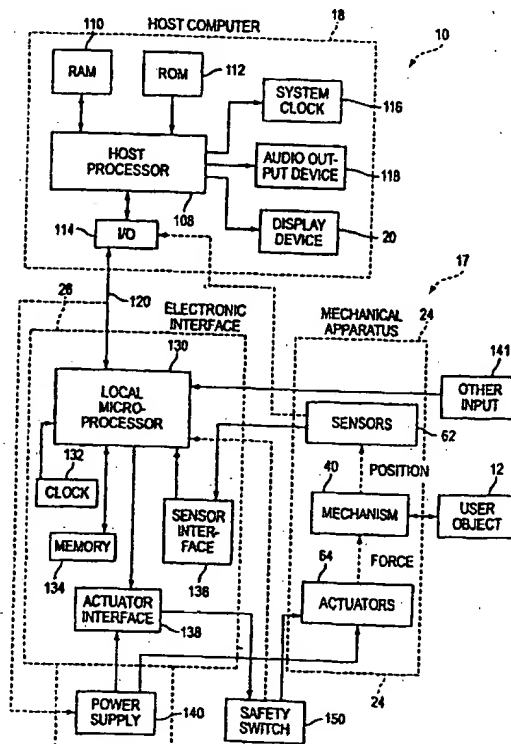 HOST COMPUTER
18
10
110
RAM
ROM
112
SYSTEM
CLOCK
116
HOST
PROCESSOR
AUDIO OUT-
PUT DEVICE
118
108
114
I/O
DISPLAY
DEVICE
20
120
17
26
ELECTRONIC
INTERFACE
MECHANICAL
APPARATUS
24
130
141
LOCAL
MICRO-
PROCESSOR
OTHER
INPUT
SENSORS
62
132
CLOCK
POSITION
40
12
SENSOR
INTER-
FACE
MECHANISM
USER
OBJECT
MEMORY
134
136
FORCE
64
ACTUATOR
INTERFACE
138
ACTUATORS
POWER
SUPPLY
140
SAFETY
SWITCH
150
24